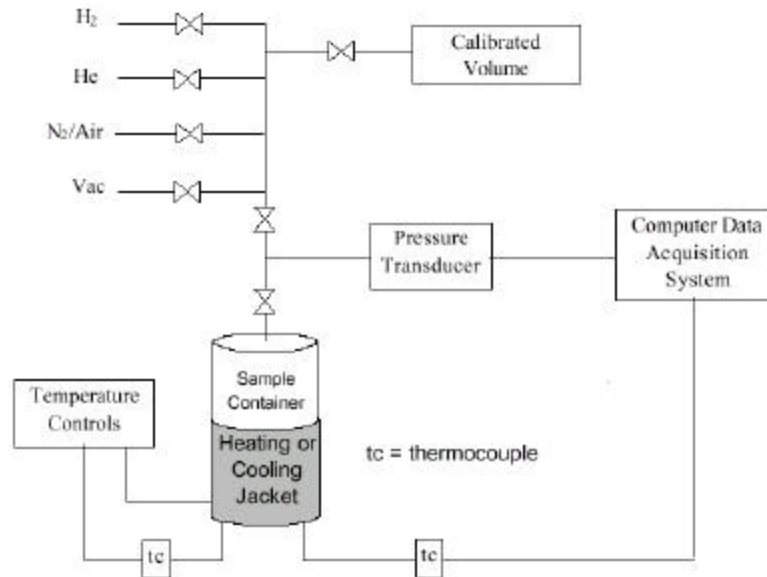 H2
He
N2/Air
Vac
Calibrated
Volume
Pressure
Transducer
Computer Data
Acquisition
System
Sample
Container
Temperature
Controls
Heating or
Cooling
Jacket
tc = thermocouple
tc
tc